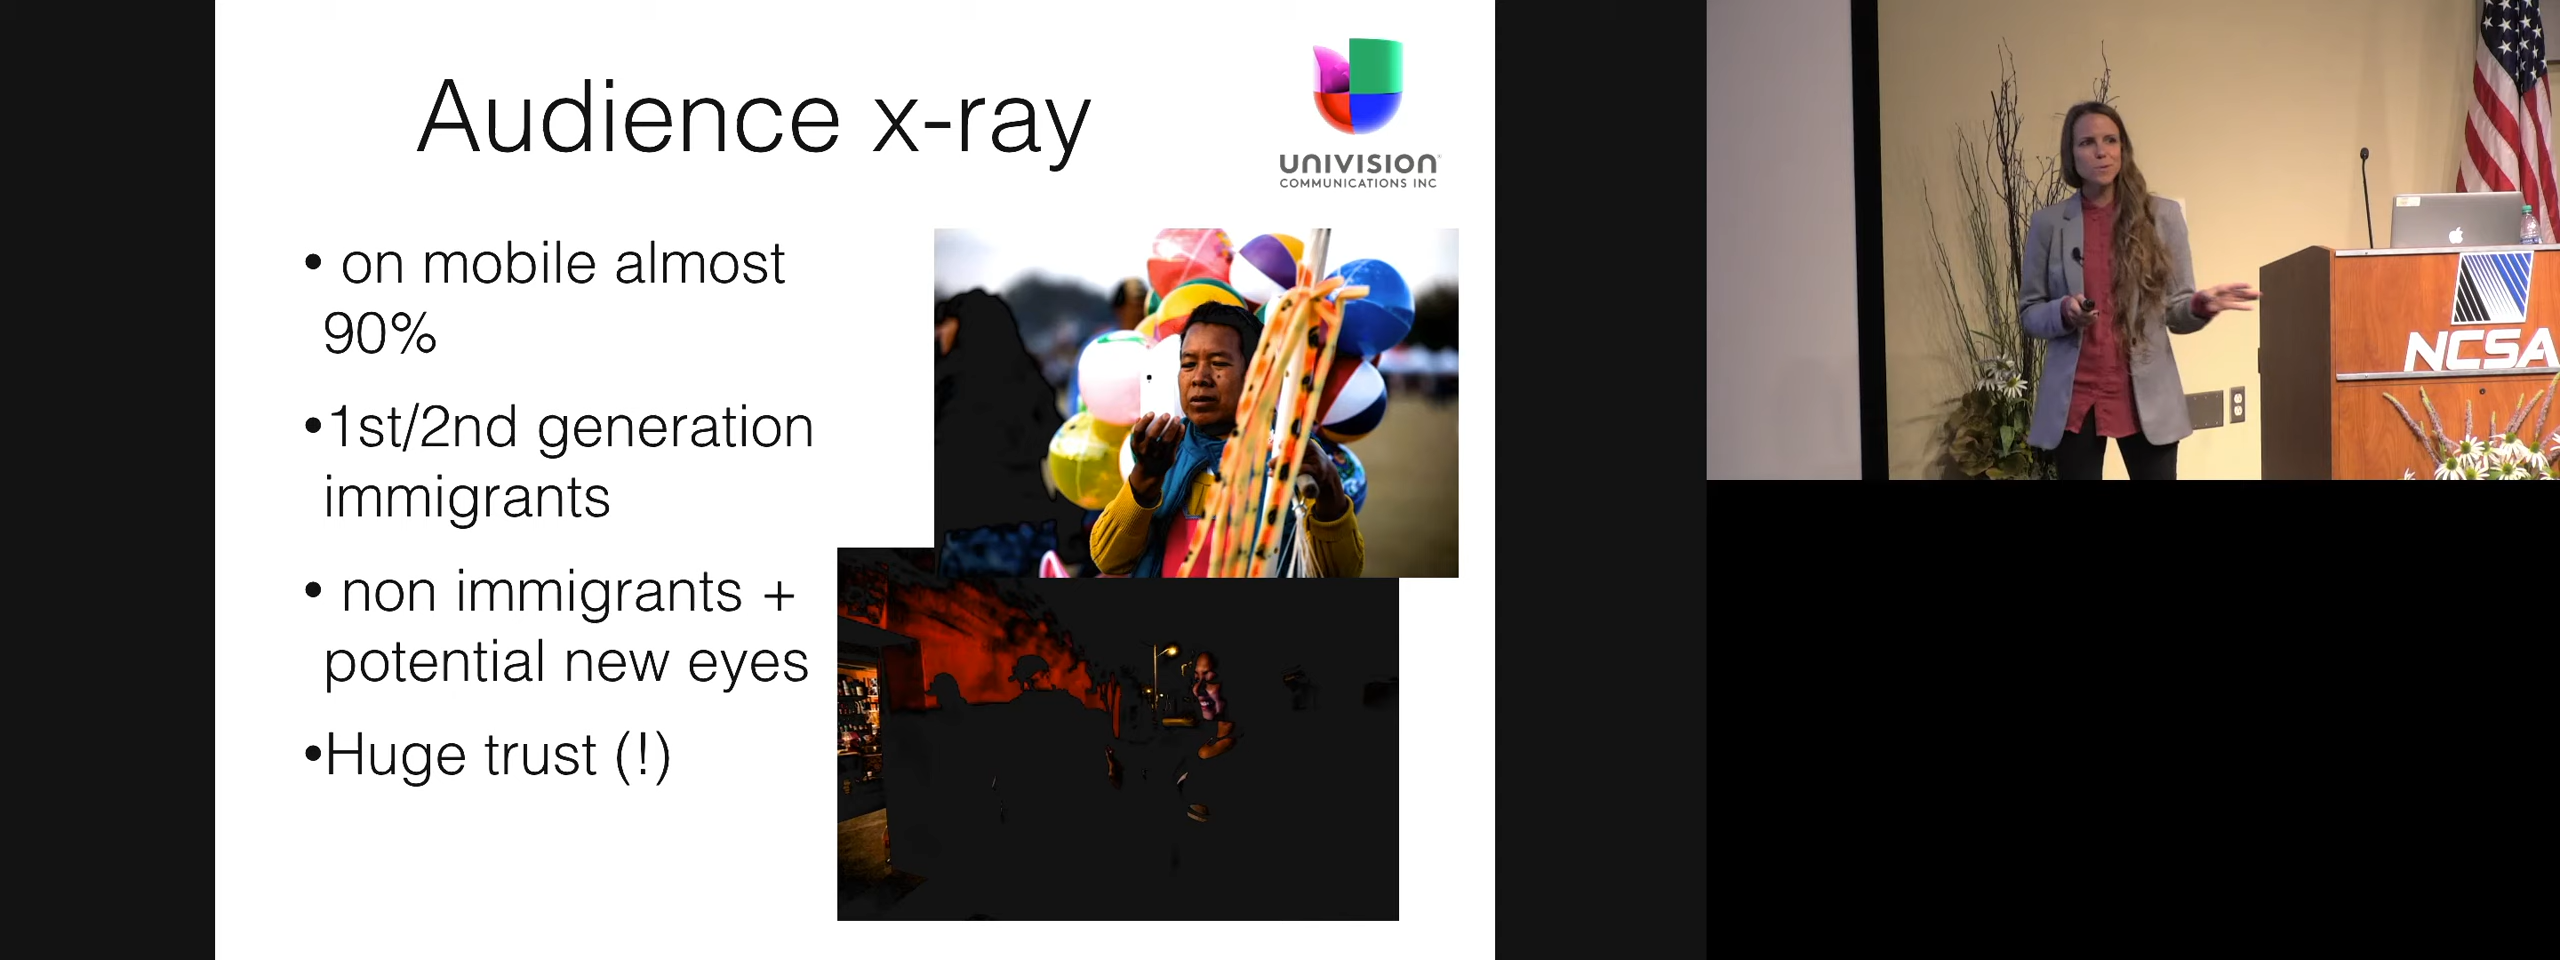 Audience x-ray
UNIVISION
COMMUNICATIONS INC
• on mobile almost
90%
•1st/2nd generation
immigrants
• non immigrants +
potential new eyes
•Huge trust (!)
NCSA